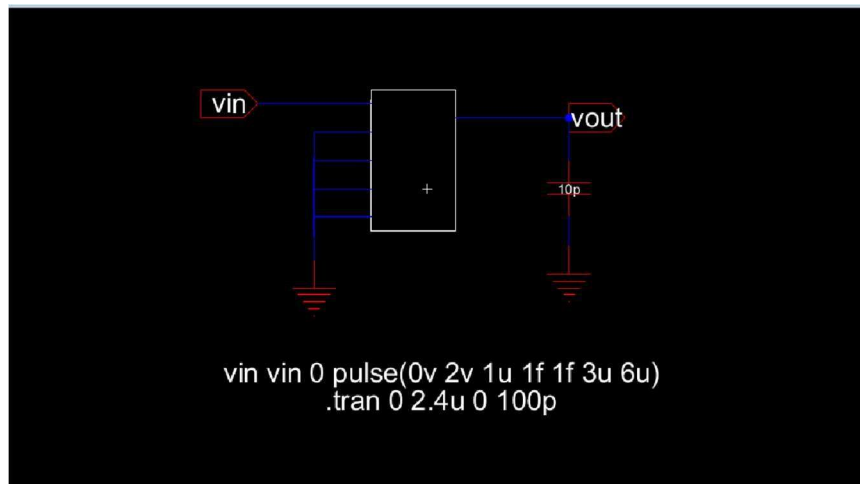 vin
vout
10p
vin vin 0 pulse(0v 2v 1u 1f 1f 3u 6u)
.tran 0 2.4u 0 100p